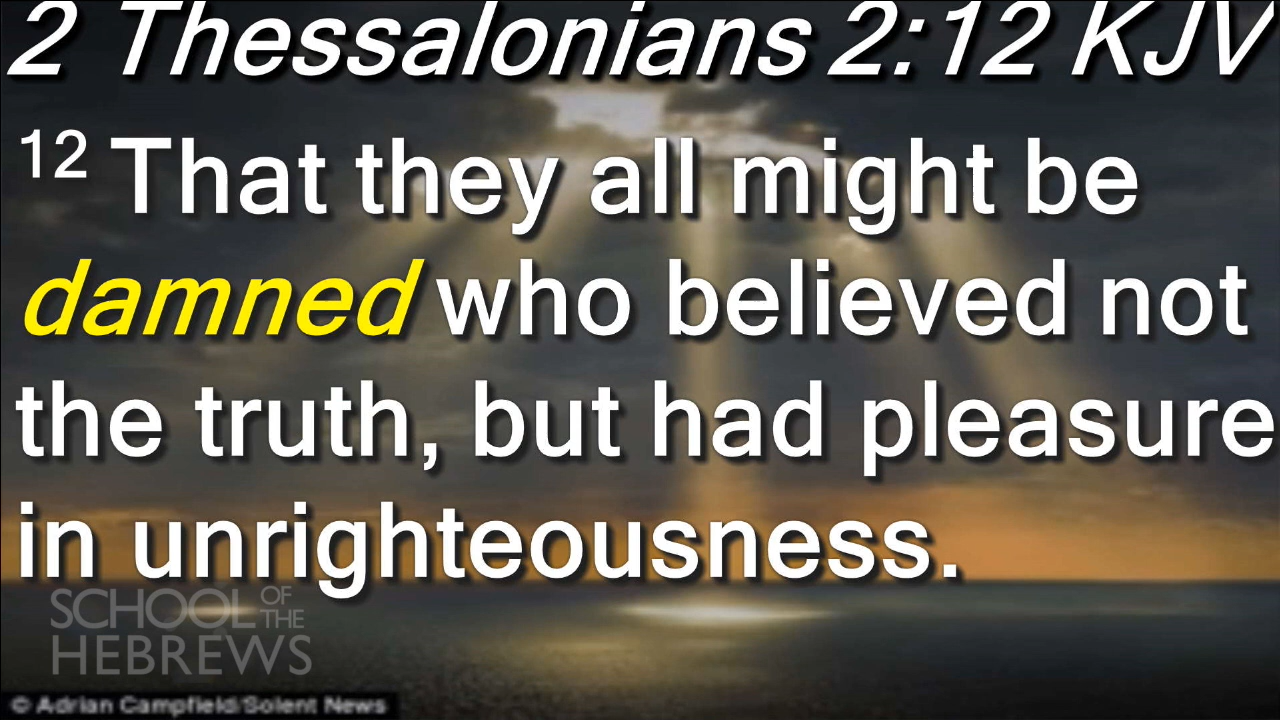 2 Thessalonians 2:12 KJV
12 That they all might be
damned who believed not
the truth, but had pleasure
in unrighteousness.
SCHOOL OF THE
HEBREWS
© Adrian Campfield/Solent News